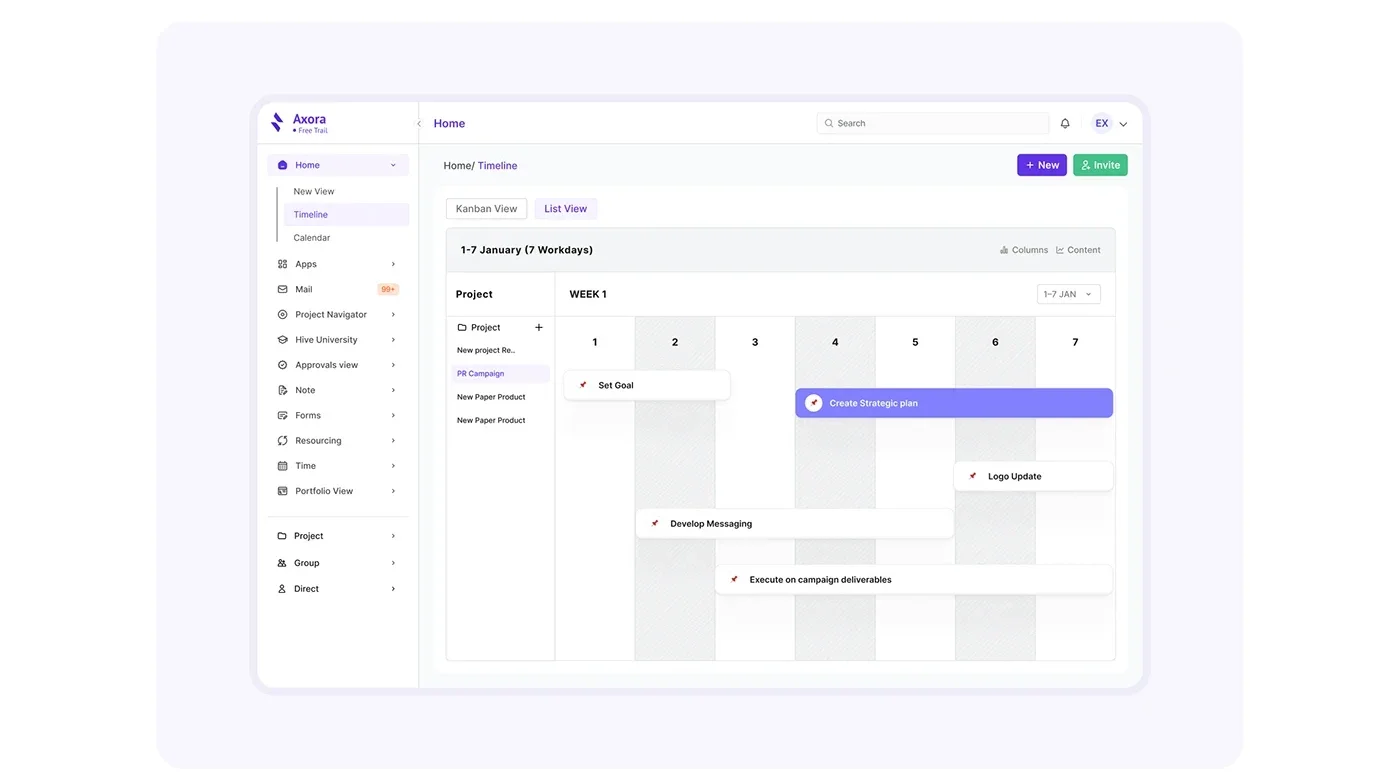 Axora
• Free Trail
Home
Search
EX
Home
New View
Timeline
Calendar
Apps
Mail 99+
Project Navigator
Hive University
Approvals view
Note
Forms
Resourcing
Time
Portfolio View
Project
Group
Direct
Home/ Timeline
+ New
Invite
Kanban View
List View
1-7 January (7 Workdays)
Columns
Content
Project
WEEK 1
1-7 JAN
Project +
New project Re..
PR Campaign
New Paper Product
New Paper Product
1 2 3 4 5 6 7
Set Goal
Create Strategic plan
Logo Update
Develop Messaging
Execute on campaign deliverables